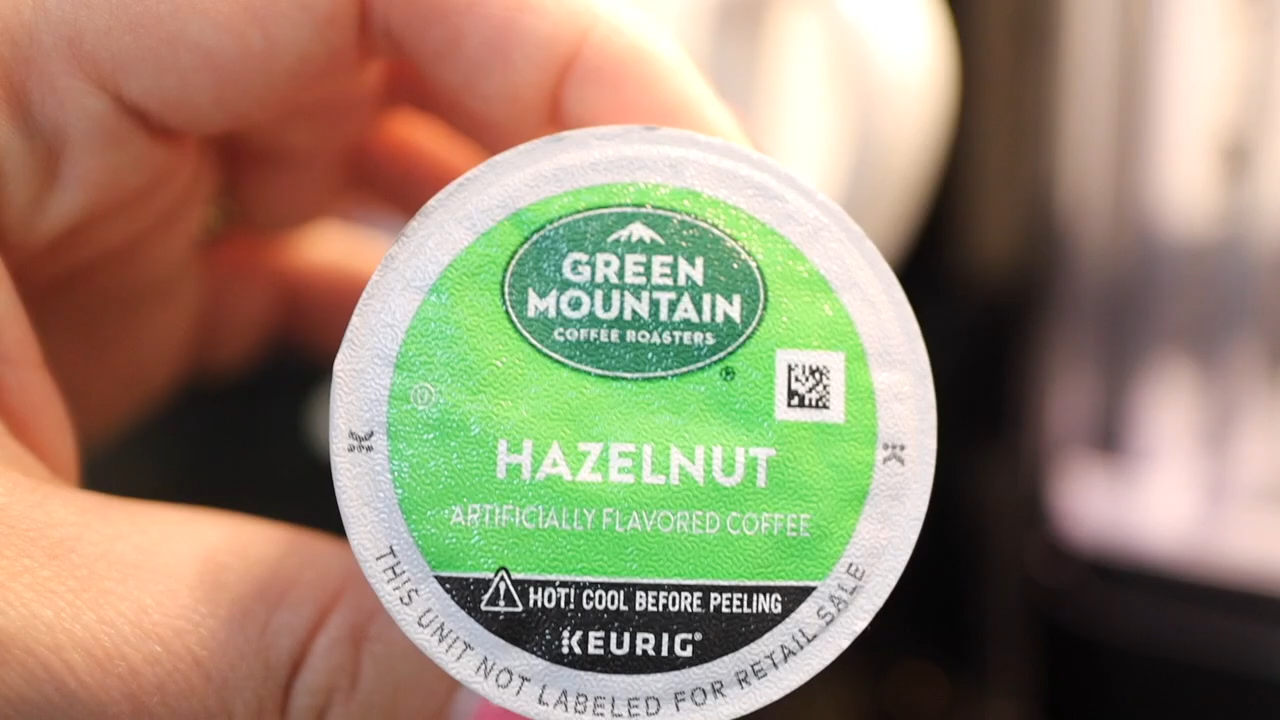 GREEN
MOUNTAIN
COFFEE ROASTERS
®
HAZELNUT
ARTIFICIALLY FLAVORED COFFEE
HOT! COOL BEFORE PEELING
KEURIG®
THIS UNIT NOT LABELED FOR RETAIL SALE
K
K